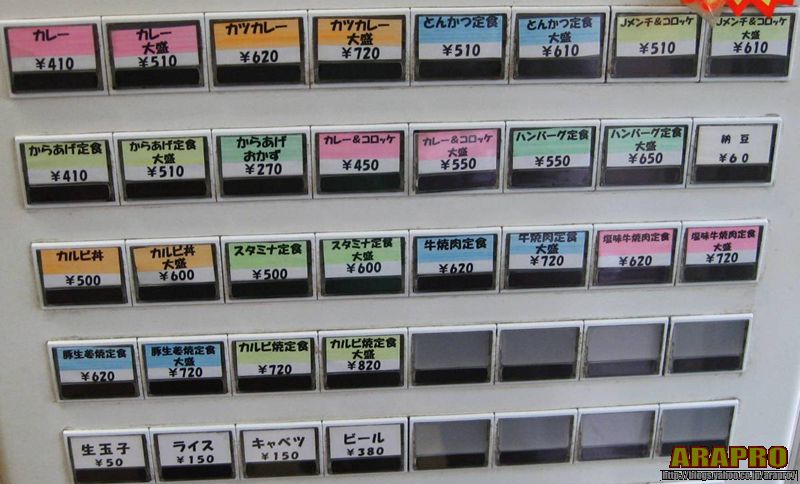 カレー
¥410
カレー
大盛
¥510
カツカレー
¥620
カツカレー
大盛
¥720
とんかつ定食
¥510
とんかつ定食
大盛
¥610
Jメンチ&コロッケ
¥510
Jメンチ&コロッケ
大盛
¥610
からあげ定食
¥410
からあげ定食
大盛
¥510
からあげ
おかず
¥270
カレー&コロッケ
¥450
カレー&コロッケ
大盛
¥550
ハンバーグ定食
¥550
ハンバーグ定食
大盛
¥650
納豆
¥60
カルビ丼
¥500
カルビ丼
大盛
¥600
スタミナ定食
¥500
スタミナ定食
大盛
¥600
牛焼肉定食
¥620
牛焼肉定食
大盛
¥720
塩味牛焼肉定食
¥620
塩味牛焼肉定食
大盛
¥720
豚生姜焼定食
¥620
豚生姜焼定食
大盛
¥720
カルビ焼定食
¥720
カルビ焼定食
大盛
¥820
生玉子
¥50
ライス
¥150
キャベツ
¥150
ビール
¥380
ARAPRO